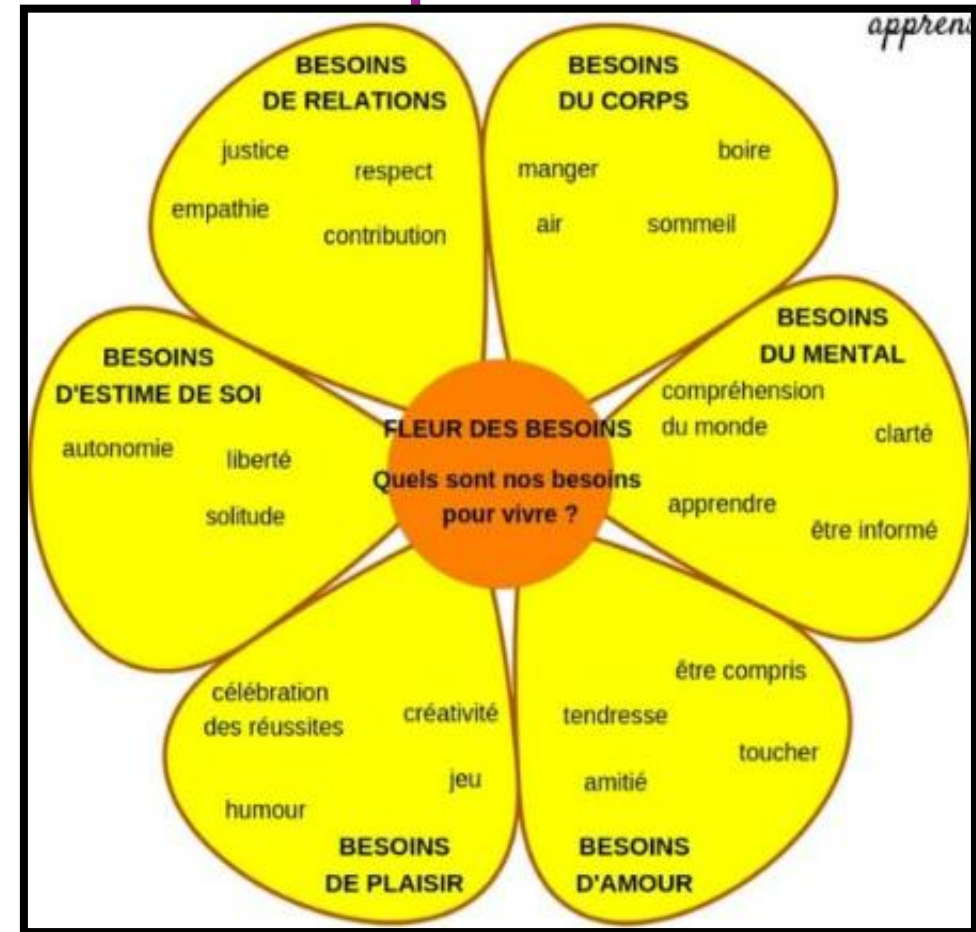 appren
BESOINS
DE RELATIONS
justice
respect
empathie
contribution
BESOINS
DU CORPS
manger
boire
air
sommeil
BESOINS
DU MENTAL
compréhension
du monde
clarté
apprendre
être informé
BESOINS
D'ESTIME DE SOI
autonomie
liberté
solitude
FLEUR DES BESOINS
Quels sont nos besoins
pour vivre ?
célébration
des réussites
créativité
jeu
humour
BESOINS
DE PLAISIR
être compris
tendresse
toucher
amitié
BESOINS
D'AMOUR